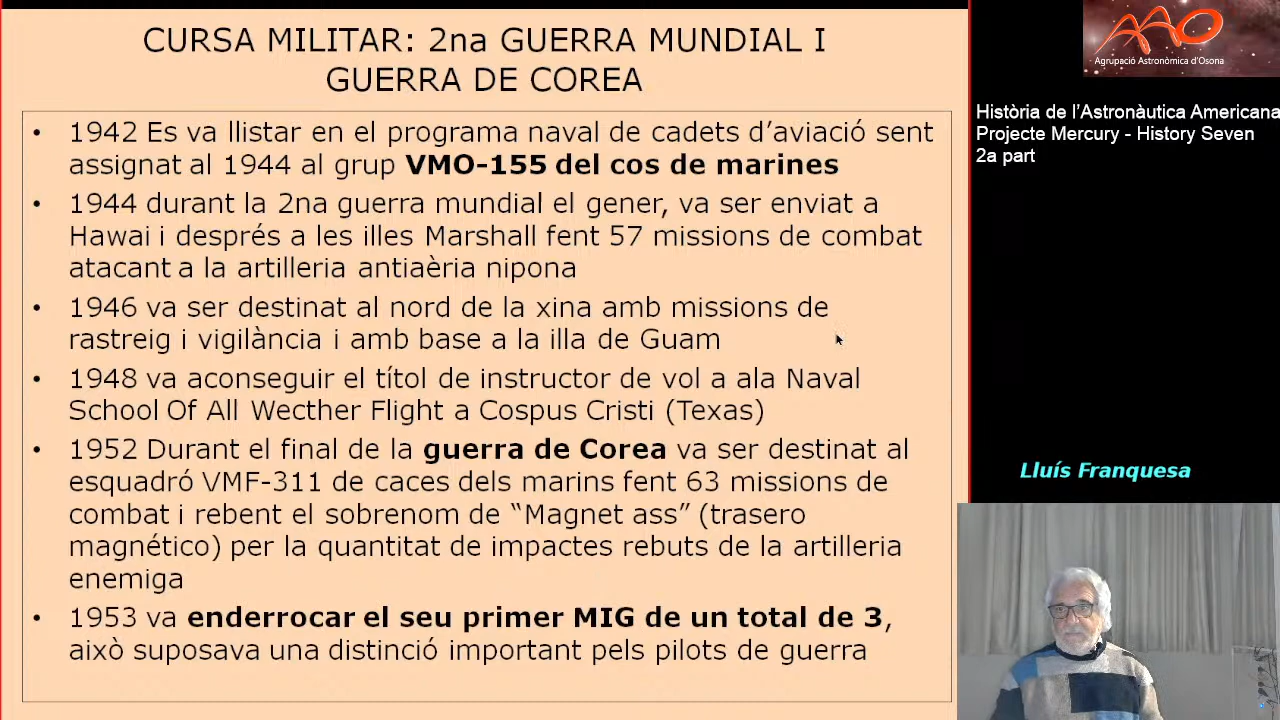 CURSA MILITAR: 2na GUERRA MUNDIAL I
GUERRA DE COREA
• 1942 Es va llistar en el programa naval de cadets d’aviació sent
assignat al 1944 al grup VMO-155 del cos de marines
• 1944 durant la 2na guerra mundial el gener, va ser enviat a
Hawai i després a les illes Marshall fent 57 missions de combat
atacant a la artilleria antiaèria nipona
• 1946 va ser destinat al nord de la xina amb missions de
rastreig i vigilància i amb base a la illa de Guam
• 1948 va aconseguir el títol de instructor de vol a ala Naval
School Of All Wecther Flight a Cospus Cristi (Texas)
• 1952 Durant el final de la guerra de Corea va ser destinat al
esquadró VMF-311 de caces dels marins fent 63 missions de
combat i rebent el sobrenom de “Magnet ass” (trasero
magnético) per la quantitat de impactes rebuts de la artilleria
enemiga
• 1953 va enderrocar el seu primer MIG de un total de 3,
això suposava una distinció important pels pilots de guerra
AAO
Agrupació Astronòmica d’Osona
Història de l’Astronàutica Americana
Projecte Mercury - History Seven
2a part
Lluís Franquesa